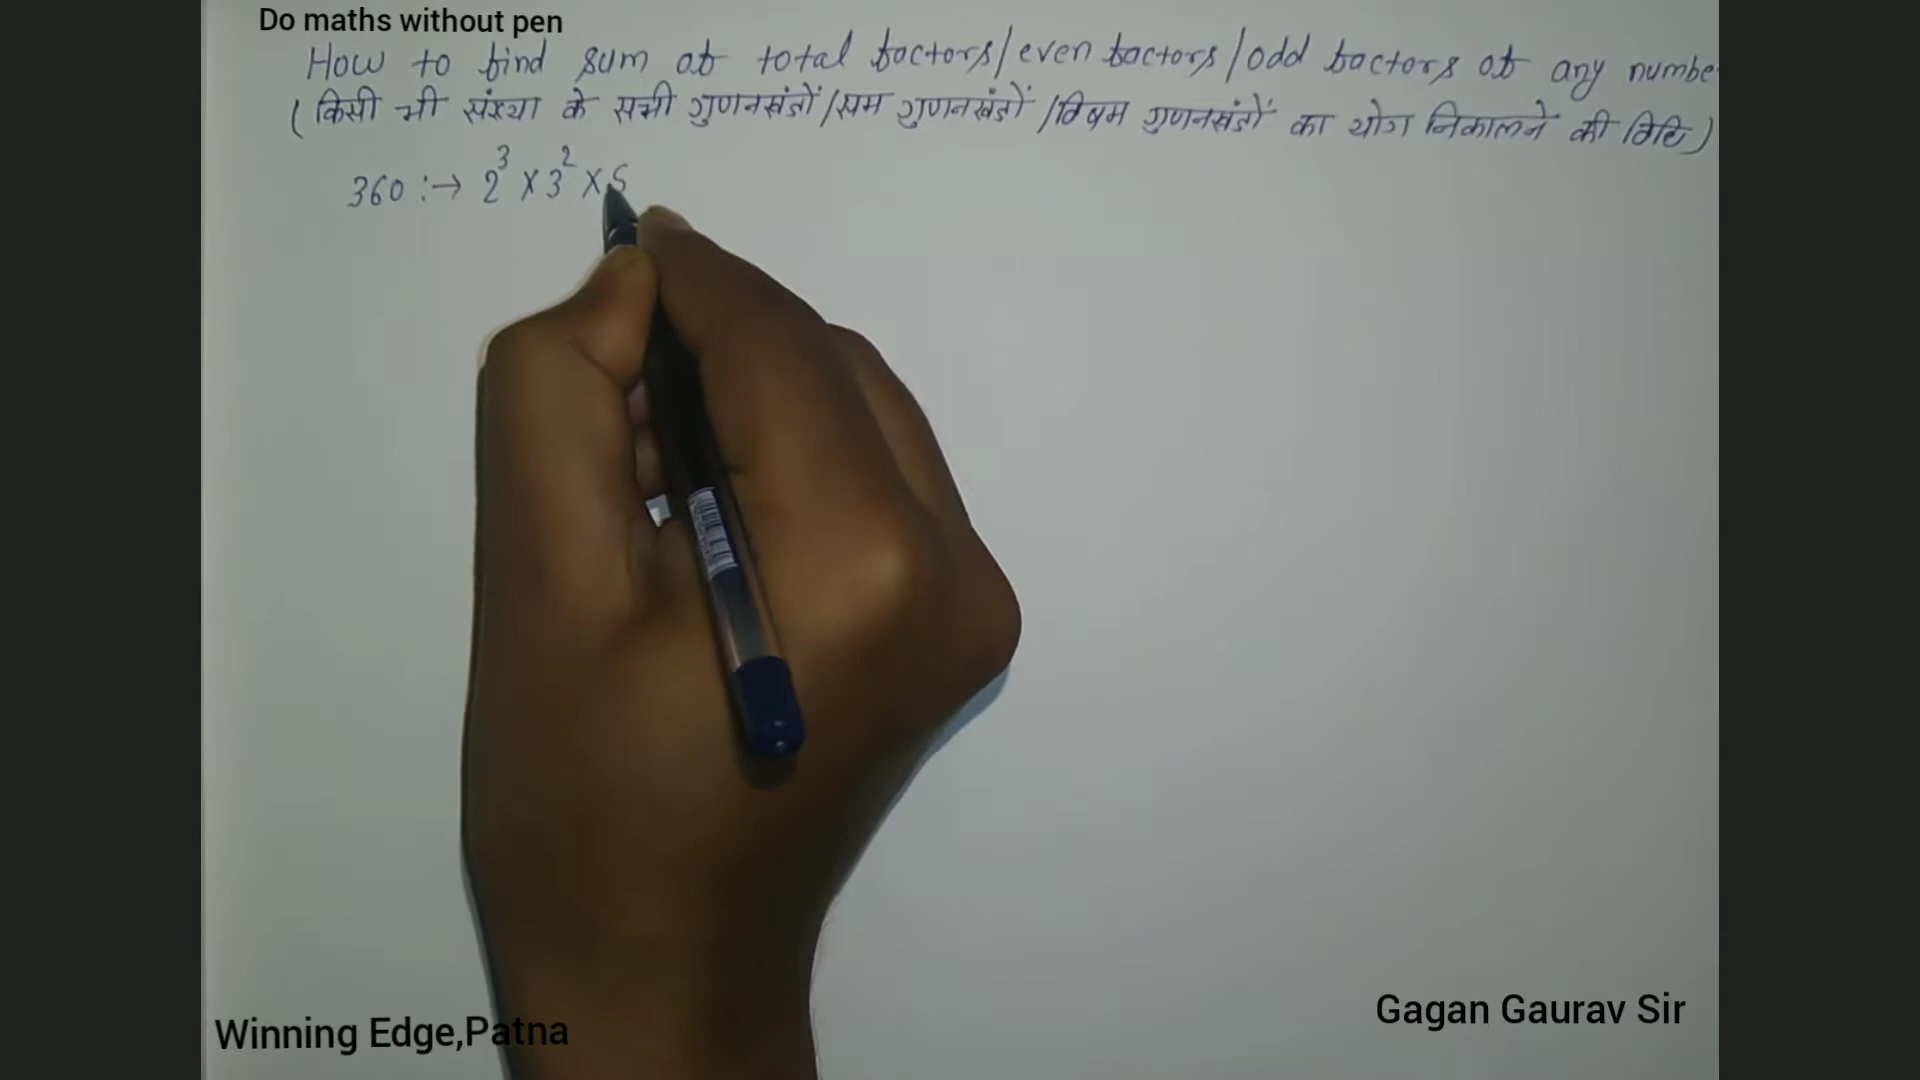 Do maths without pen
How to find sum of total factors/even factors/odd factors of any numbe
(किसी भी संख्या के सभी गुणनखंडों/सम गुणनखंडों/विषम गुणनखंडों का योग निकालने की विधि)
360 :→ 2³ × 3² × 5
Winning Edge,Patna
Gagan Gaurav Sir